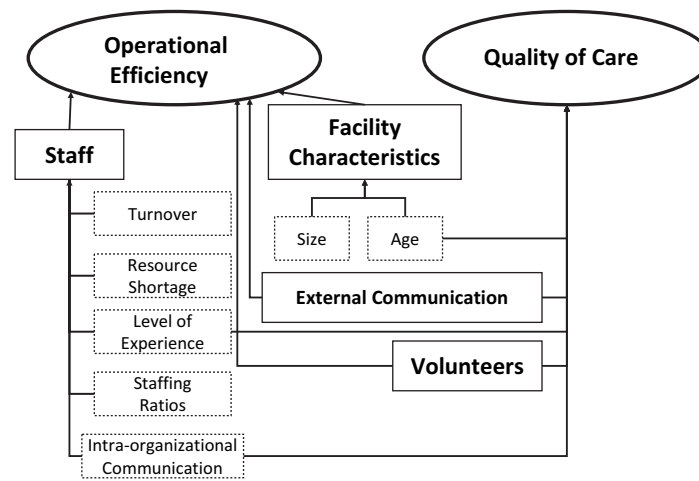 Operational
Efficiency
Quality of Care
Staff
Facility
Characteristics
Turnover
Size
Age
Resource
Shortage
External Communication
Level of
Experience
Volunteers
Staffing
Ratios
Intra-organizational
Communication